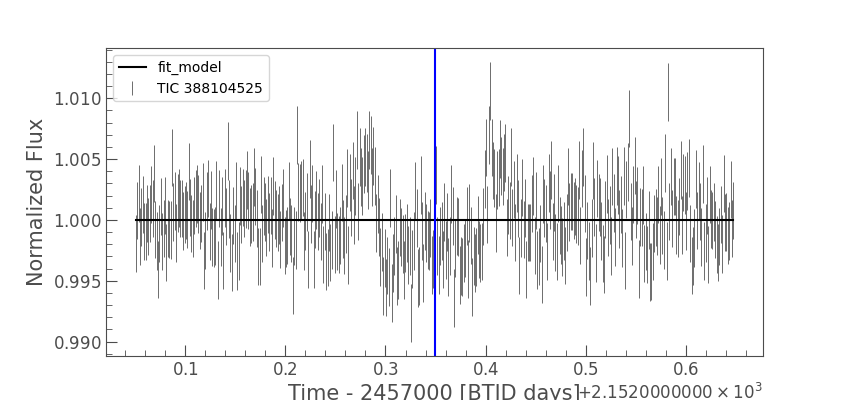 fit_model
TIC 388104525
Normalized Flux
1.010
1.005
1.000
0.995
0.990
0.1 0.2 0.3 0.4 0.5 0.6
Time - 2457000 [BTJD days]
+2.1520000000 × 10³